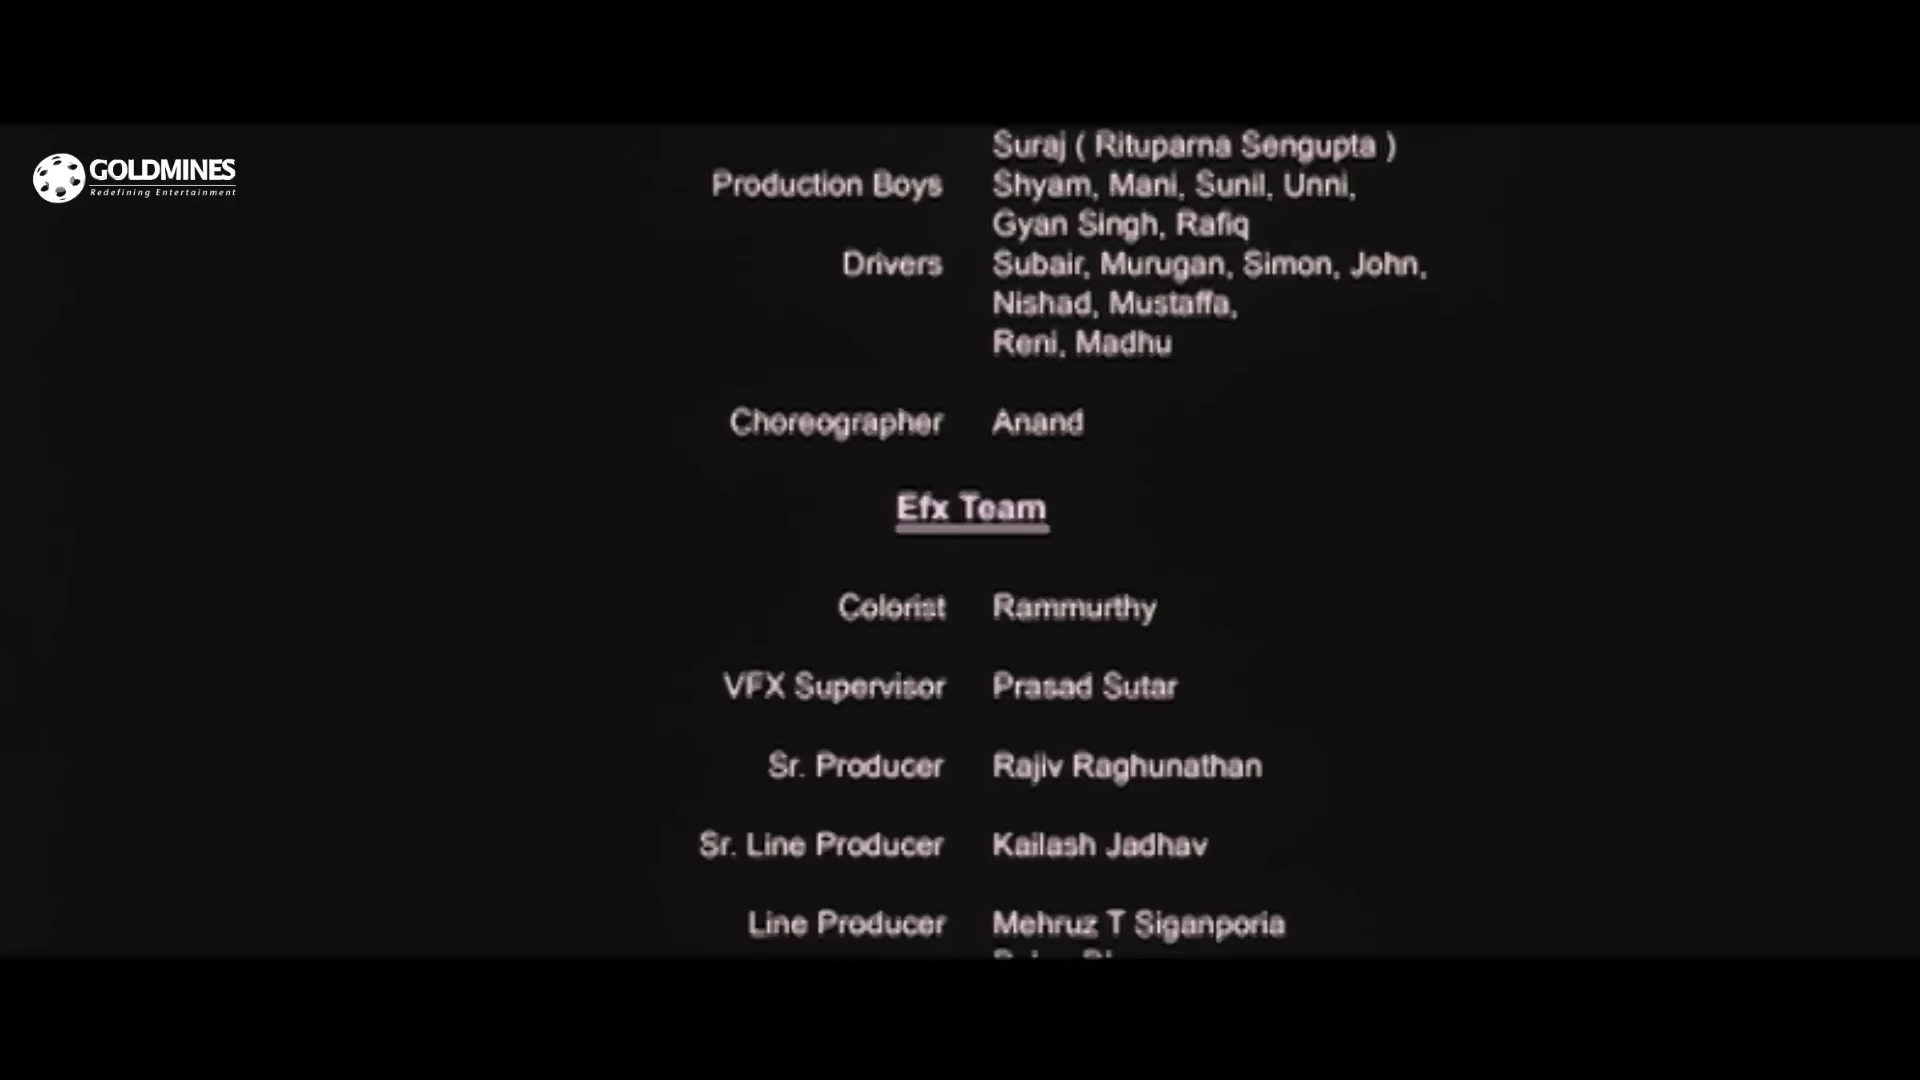 GOLDMINES
Redefining Entertainment
Suraj ( Rituparna Sengupta )
Production Boys Shyam, Mani, Sunil, Unni,
Gyan Singh, Rafiq
Drivers Subair, Murugan, Simon, John,
Nishad, Mustaffa,
Reni, Madhu
Choreographer Anand
Efx Team
Colorist Rammurthy
VFX Supervisor Prasad Sutar
Sr. Producer Rajiv Raghunathan
Sr. Line Producer Kailash Jadhav
Line Producer Mehruz T Siganporia